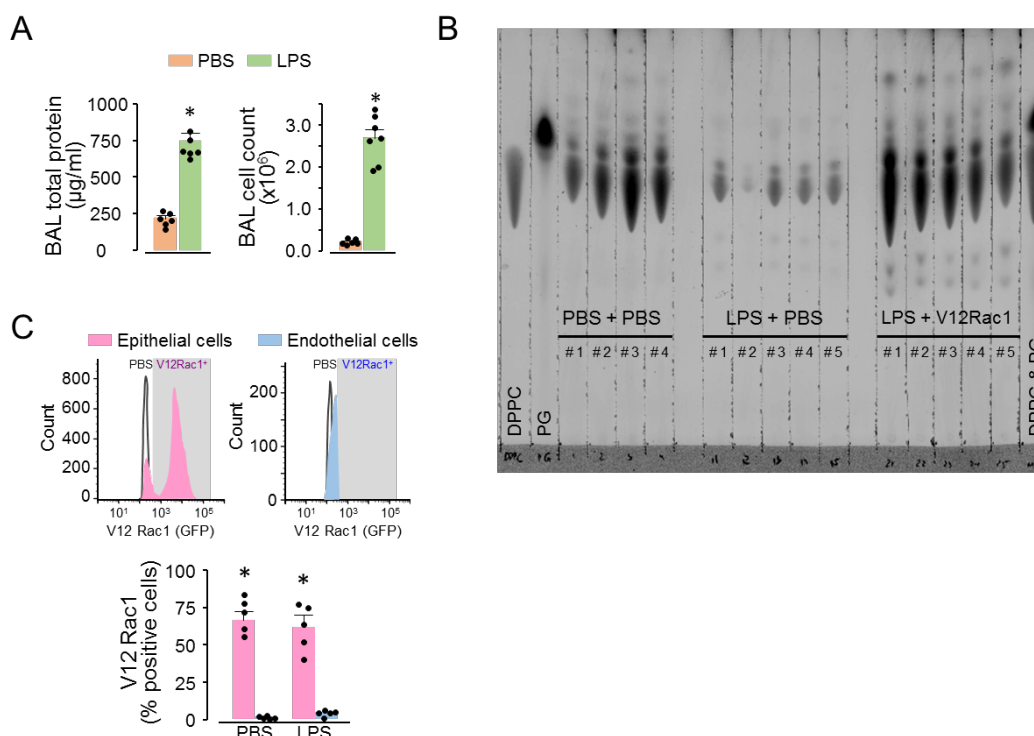 A
PBS LPS
BAL total protein
(µg/ml)
1000
750
500
250
0
*
BAL cell count
(x10⁶)
3.0
2.0
1.0
0.0
*
B
PBS + PBS
LPS + PBS
LPS + V12Rac1
#1 #2 #3 #4
#1 #2 #3 #4 #5
#1 #2 #3 #4 #5
DPPC
PG
DPPC & PG
C
Epithelial cells Endothelial cells
PBS V12Rac1⁺
Count
800
600
400
200
0
10¹ 10³ 10⁵
V12 Rac1 (GFP)
PBS V12Rac1⁺
Count
200
100
0
10¹ 10³ 10⁵
V12 Rac1 (GFP)
V12 Rac1
(% positive cells)
100
75
50
25
0
* *
PBS LPS